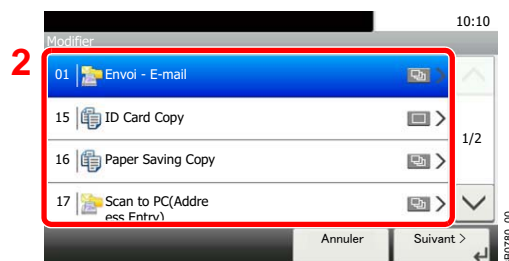 10:10
Modifier
2
01 Envoi - E-mail
15 ID Card Copy
1/2
16 Paper Saving Copy
17 Scan to PC(Addre
ess Entry)
Annuler
Suivant >
B0780_00